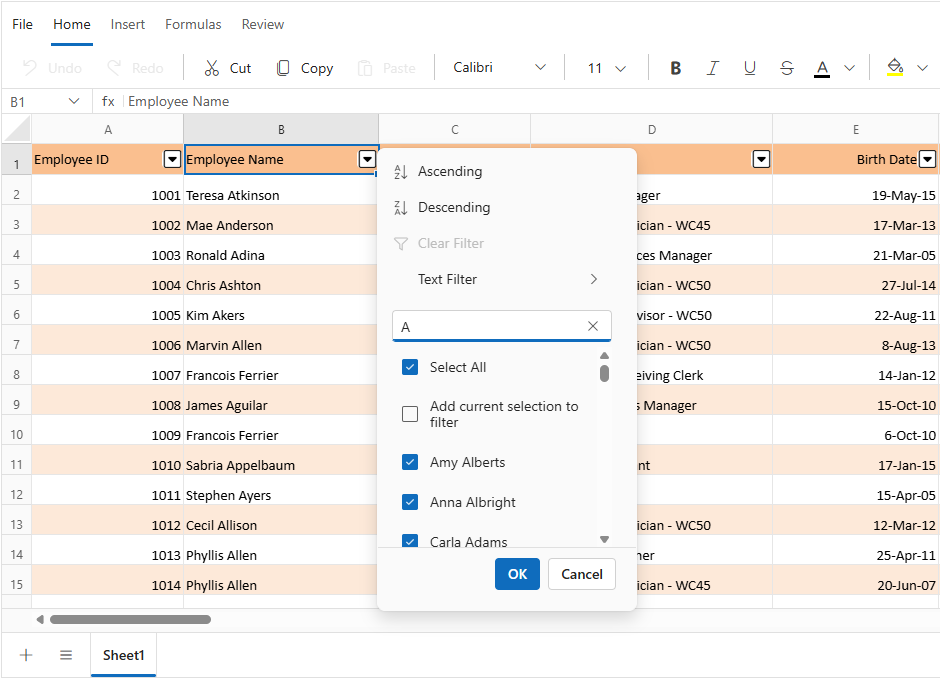 File Home Insert Formulas Review
Undo Redo Cut Copy Paste Calibri 11 B I U S A
B1 fx Employee Name
A B C D E
1 Employee ID Employee Name Birth Date
2 1001 Teresa Atkinson ager 19-May-15
3 1002 Mae Anderson ician - WC45 17-Mar-13
4 1003 Ronald Adina ces Manager 21-Mar-05
5 1004 Chris Ashton ician - WC50 27-Jul-14
6 1005 Kim Akers visor - WC50 22-Aug-11
7 1006 Marvin Allen ician - WC50 8-Aug-13
8 1007 Francois Ferrier eiving Clerk 14-Jan-12
9 1008 James Aguilar s Manager 15-Oct-10
10 1009 Francois Ferrier 6-Oct-10
11 1010 Sabria Appelbaum nt 17-Jan-15
12 1011 Stephen Ayers 15-Apr-05
13 1012 Cecil Allison ician - WC50 12-Mar-12
14 1013 Phyllis Allen ner 25-Apr-11
15 1014 Phyllis Allen ician - WC45 20-Jun-07
Ascending
Descending
Clear Filter
Text Filter
A
Select All
Add current selection to
filter
Amy Alberts
Anna Albright
Carla Adams
OK Cancel
Sheet1